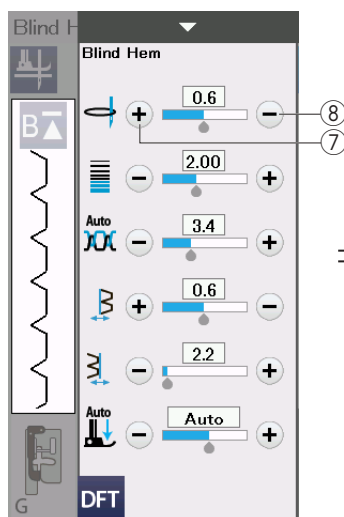 Blind H
Blind Hem
B
+ 0.6 − ⑧
⑦
− 2.00 +
Auto
− 3.4 +
+ 0.6 −
− 2.2 +
Auto
− Auto +
G
DFT